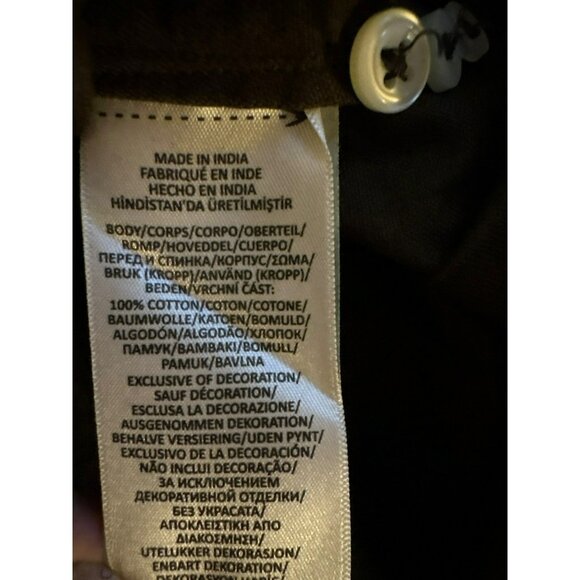 MADE IN INDIA
FABRIQUÉ EN INDE
HECHO EN INDIA
HİNDİSTAN'DA ÜRETİLMİŞTİR
BODY/CORPS/CORPO/OBERTEIL/
ROMP/HOVEDDEL/CUERPO/
ПЕРЕД И СПИНКА/КОРПУС/ΣΩΜΑ/
BRUK (KROPP)/ANVÄND (KROPP)/
BEDEN/VRCHNÍ ČÁST:
100% COTTON/COTON/COTONE/
BAUMWOLLE/KATOEN/BOMULD/
ALGODÓN/ALGODÃO/ХЛОПОК/
ПАМУК/ΒΑΜΒΑΚΙ/BOMULL/
PAMUK/BAVLNA
EXCLUSIVE OF DECORATION/
SAUF DÉCORATION/
ESCLUSA LA DECORAZIONE/
AUSGENOMMEN DEKORATION/
BEHALVE VERSIERING/UDEN PYNT/
EXCLUSIVO DE LA DECORACIÓN/
NÃO INCLUI DECORAÇÃO/
ЗА ИСКЛЮЧЕНИЕМ
ДЕКОРАТИВНОЙ ОТДЕЛКИ/
БЕЗ УКРАСАТА/
ΑΠΟΚΛΕΙΣΤΙΚΗ ΑΠΟ
ΔΙΑΚΟΣΜΗΣΗ/
UTELUKKER DEKORASJON/
ENBART DEKORATION/
DEKORASYON HARİÇ/